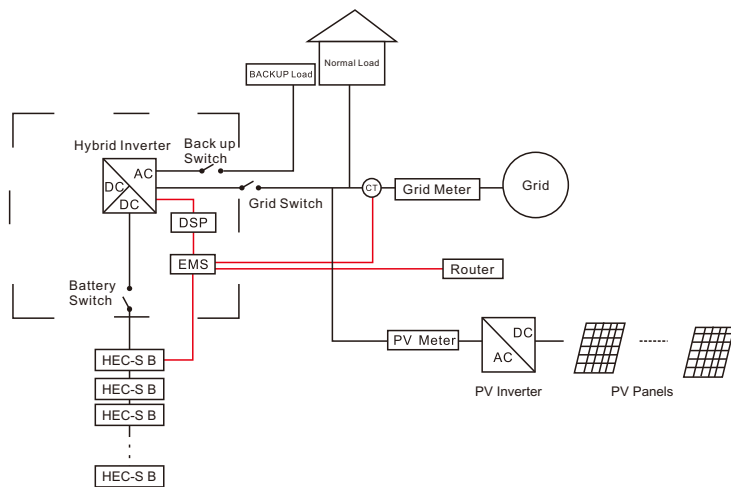 Normal Load
BACKUP Load
Hybrid Inverter
Back up
Switch
AC
DC
DC
Grid Switch
CT
Grid Meter
Grid
DSP
EMS
Router
Battery
Switch
PV Meter
DC
AC
PV Inverter
PV Panels
HEC-S B
HEC-S B
HEC-S B
HEC-S B